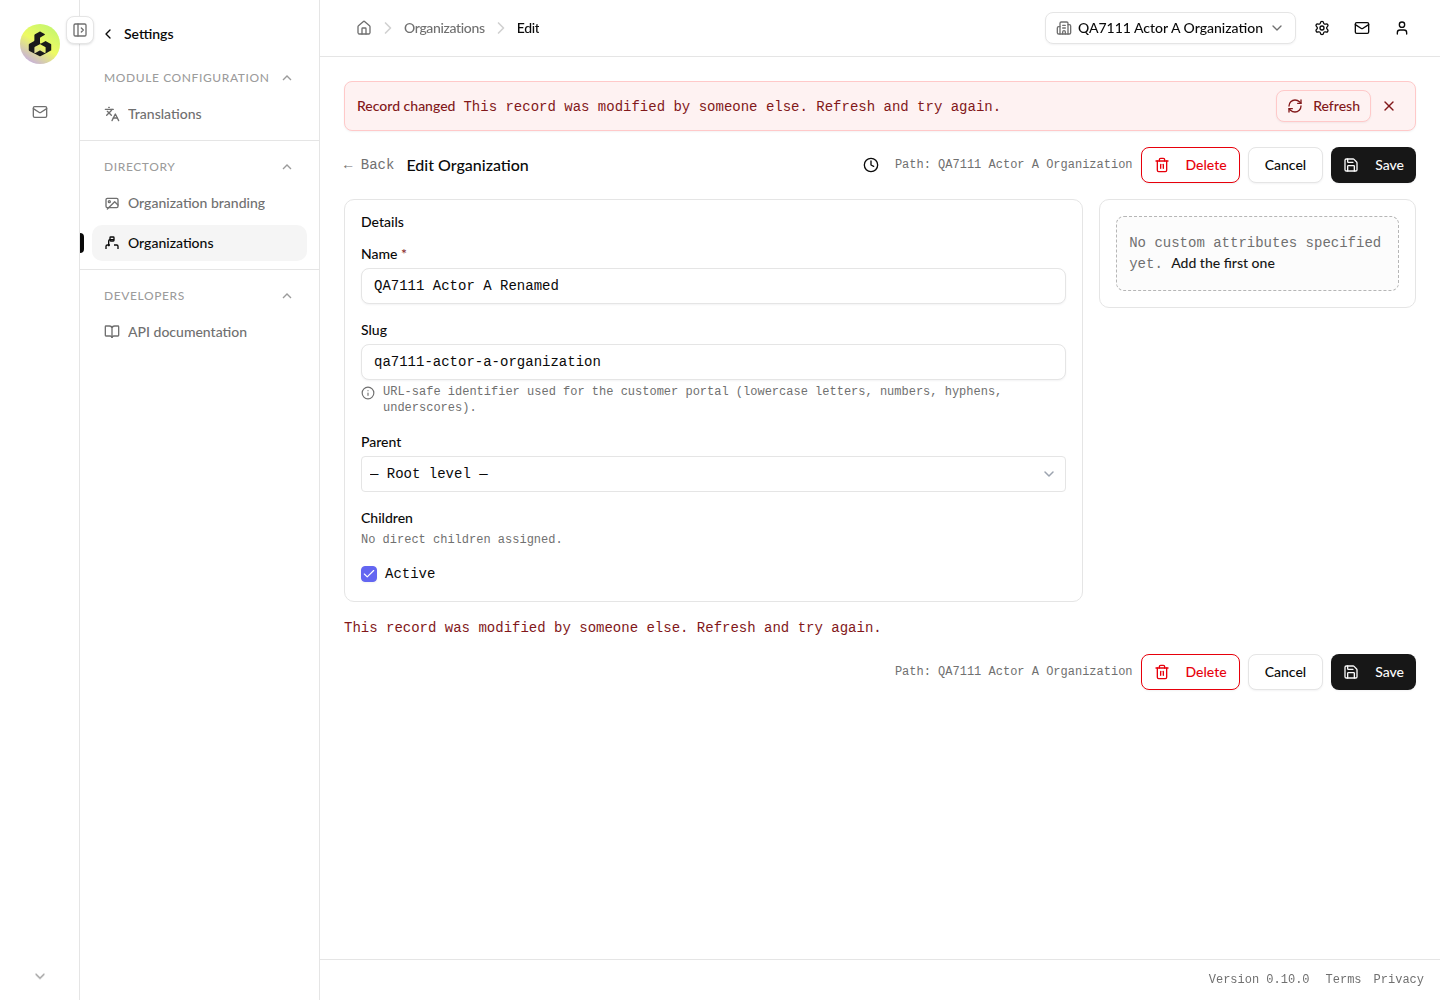 Settings
MODULE CONFIGURATION
Translations
DIRECTORY
Organization branding
Organizations
DEVELOPERS
API documentation
Organizations
Edit
QA7111 Actor A Organization
Record changed This record was modified by someone else. Refresh and try again.
Refresh
← Back
Edit Organization
Path: QA7111 Actor A Organization
Delete
Cancel
Save
Details
Name *
QA7111 Actor A Renamed
Slug
qa7111-actor-a-organization
URL-safe identifier used for the customer portal (lowercase letters, numbers, hyphens,
underscores).
Parent
— Root level —
Children
No direct children assigned.
Active
No custom attributes specified
yet. Add the first one
This record was modified by someone else. Refresh and try again.
Path: QA7111 Actor A Organization
Delete
Cancel
Save
Version 0.10.0
Terms
Privacy